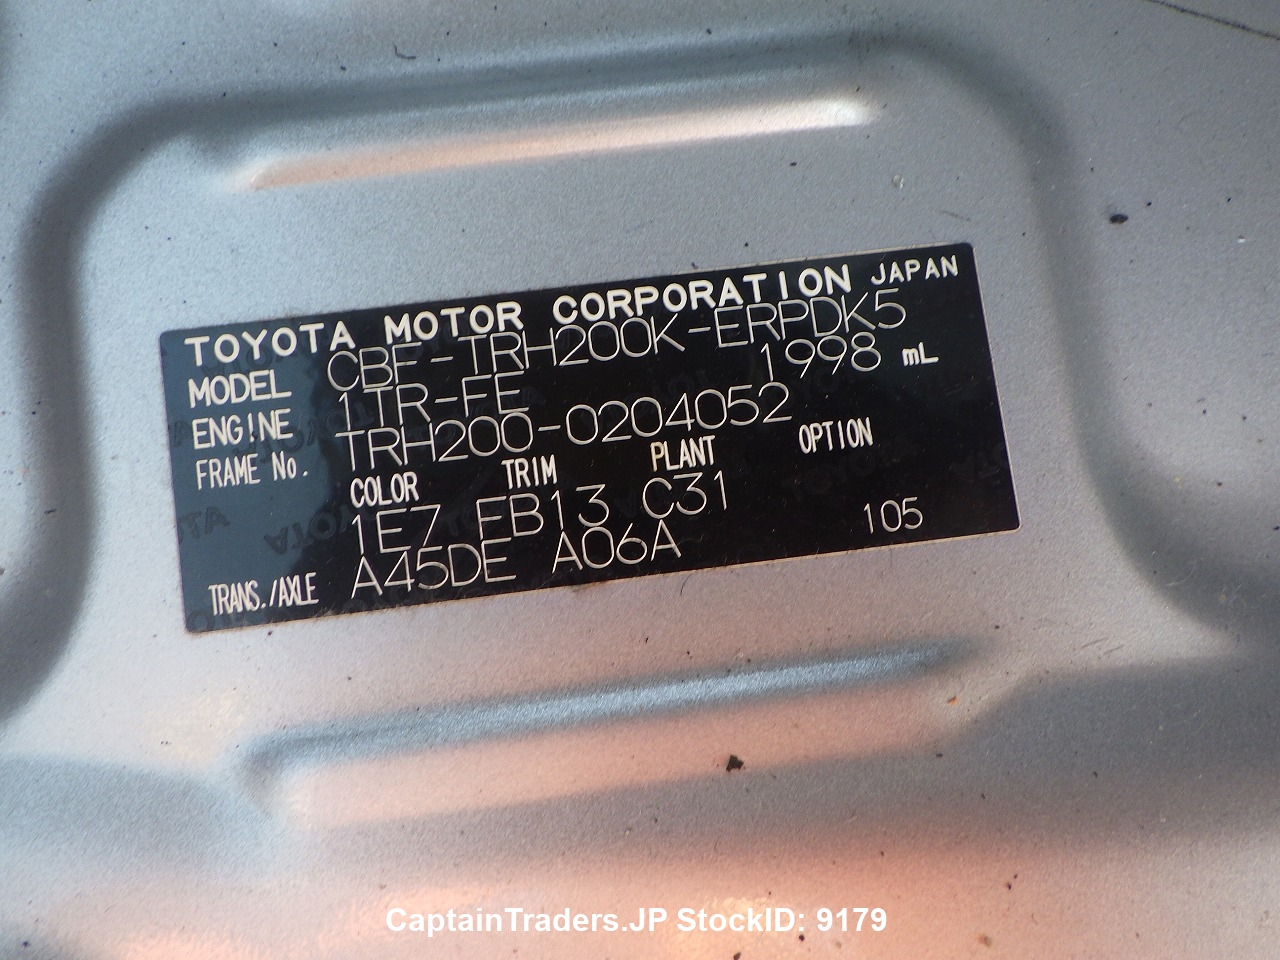 TOYOTA MOTOR CORPORATION JAPAN
MODEL CBF-TRH200K-ERPDK5
ENGINE 1TR-FE 1998 mL
FRAME No. TRH200-0204052
COLOR TRIM PLANT OPTION
1E7 FB13 C31
TRANS./AXLE A45DE A06A 105
CaptainTraders.JP StockID: 9179